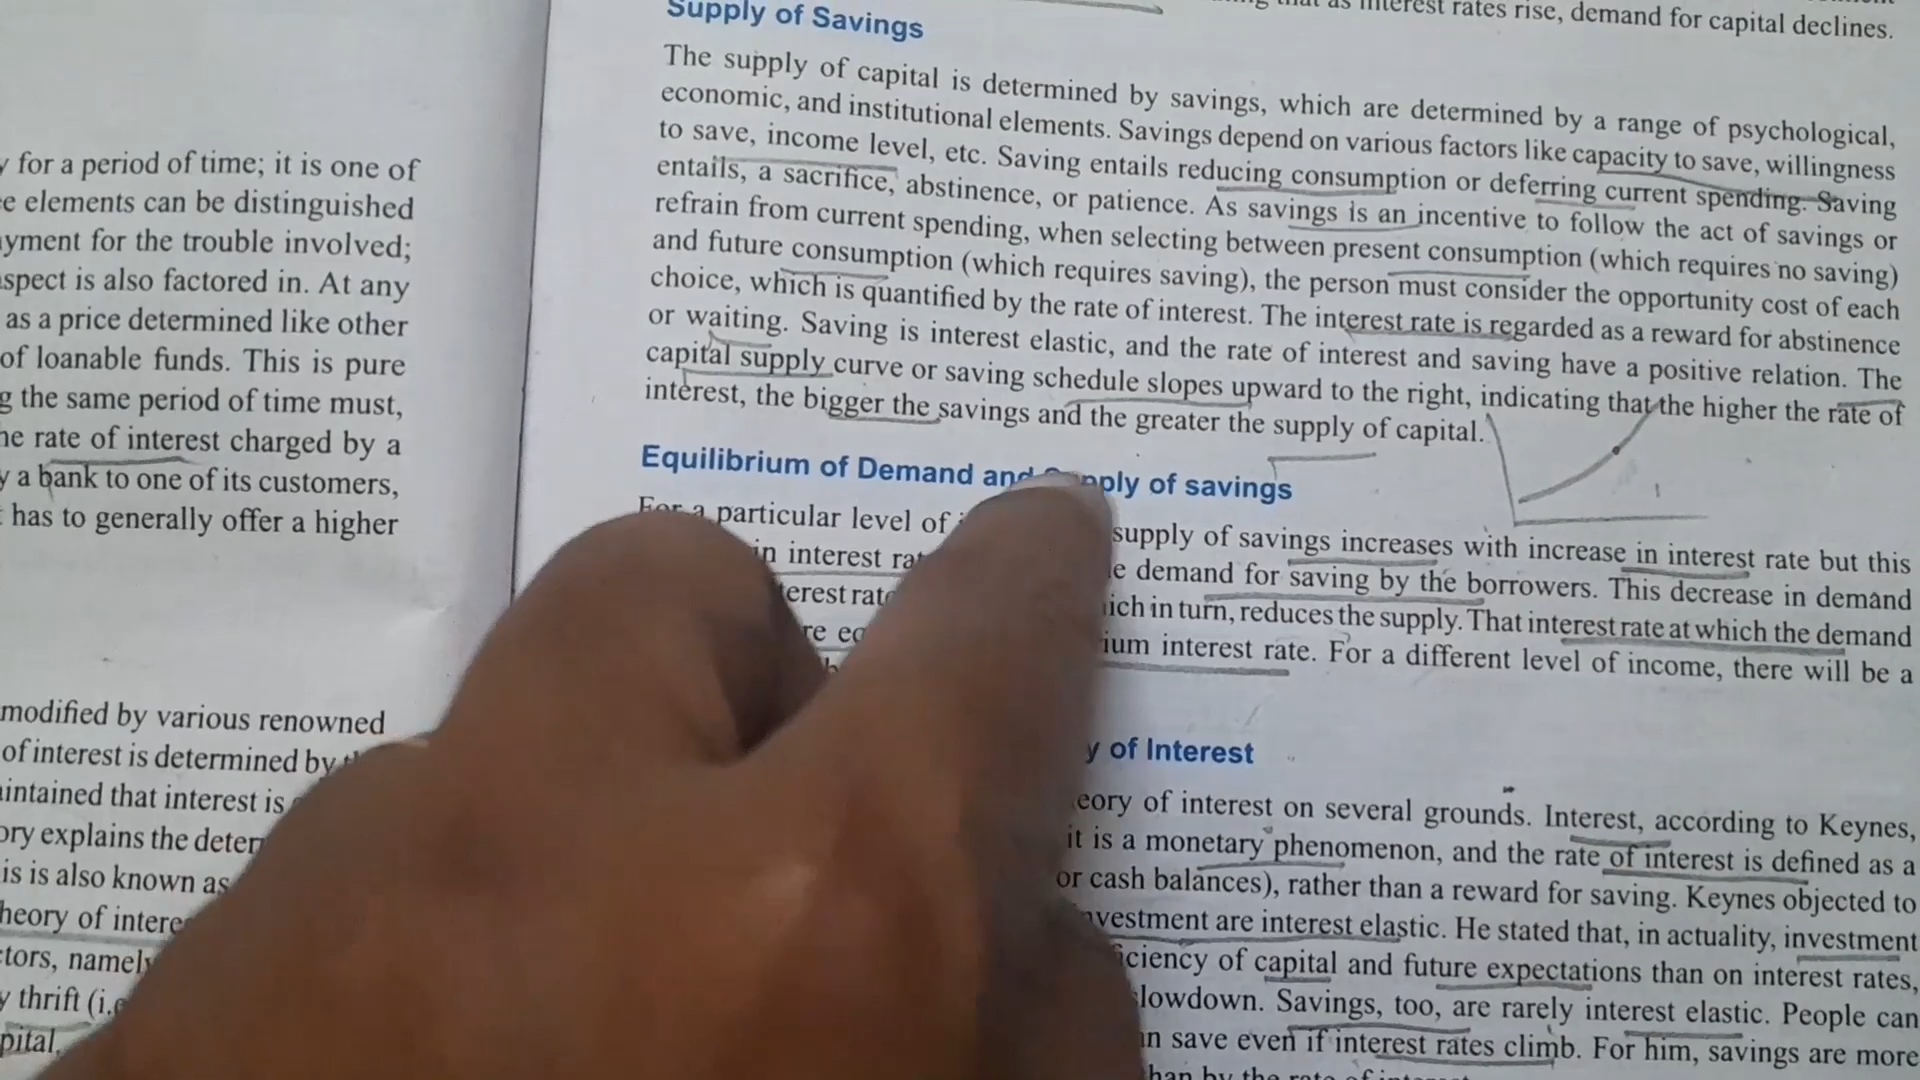 for a period of time; it is one of
elements can be distinguished
yment for the trouble involved;
spect is also factored in. At any
as a price determined like other
of loanable funds. This is pure
the same period of time must,
rate of interest charged by a
a bank to one of its customers,
has to generally offer a higher
modified by various renowned
of interest is determined by
intained that interest is
ory explains the deter
is is also known as
heory of intere
ctors, namely
thrift (i.e
pital,
as interest rates rise, demand for capital declines.
Supply of Savings
The supply of capital is determined by savings, which are determined by a range of psychological,
economic, and institutional elements. Savings depend on various factors like capacity to save, willingness
to save, income level, etc. Saving entails reducing consumption or deferring current spending. Saving
entails, a sacrifice, abstinence, or patience. As savings is an incentive to follow the act of savings or
refrain from current spending, when selecting between present consumption (which requires no saving)
and future consumption (which requires saving), the person must consider the opportunity cost of each
choice, which is quantified by the rate of interest. The interest rate is regarded as a reward for abstinence
or waiting. Saving is interest elastic, and the rate of interest and saving have a positive relation. The
capital supply curve or saving schedule slopes upward to the right, indicating that the higher the rate of
interest, the bigger the savings and the greater the supply of capital.
Equilibrium of Demand and Supply of savings
For a particular level of supply of savings increases with increase in interest rate but this
in interest demand for saving by the borrowers. This decrease in demand
in turn, reduces the supply. That interest rate at which the demand
interest rate. For a different level of income, there will be a
of Interest
eory of interest on several grounds. Interest, according to Keynes,
it is a monetary phenomenon, and the rate of interest is defined as a
or cash balances), rather than a reward for saving. Keynes objected to
nvestment are interest elastic. He stated that, in actuality, investment
iciency of capital and future expectations than on interest rates,
slowdown. Savings, too, are rarely interest elastic. People can
save even if interest rates climb. For him, savings are more